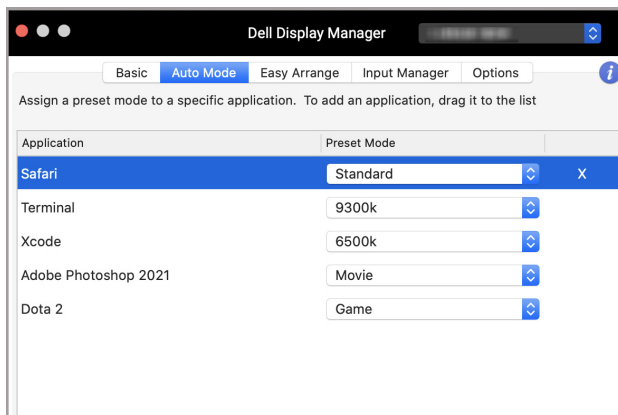 Dell Display Manager
Basic Auto Mode Easy Arrange Input Manager Options i
Assign a preset mode to a specific application. To add an application, drag it to the list
Application Preset Mode
Safari Standard X
Terminal 9300k
Xcode 6500k
Adobe Photoshop 2021 Movie
Dota 2 Game